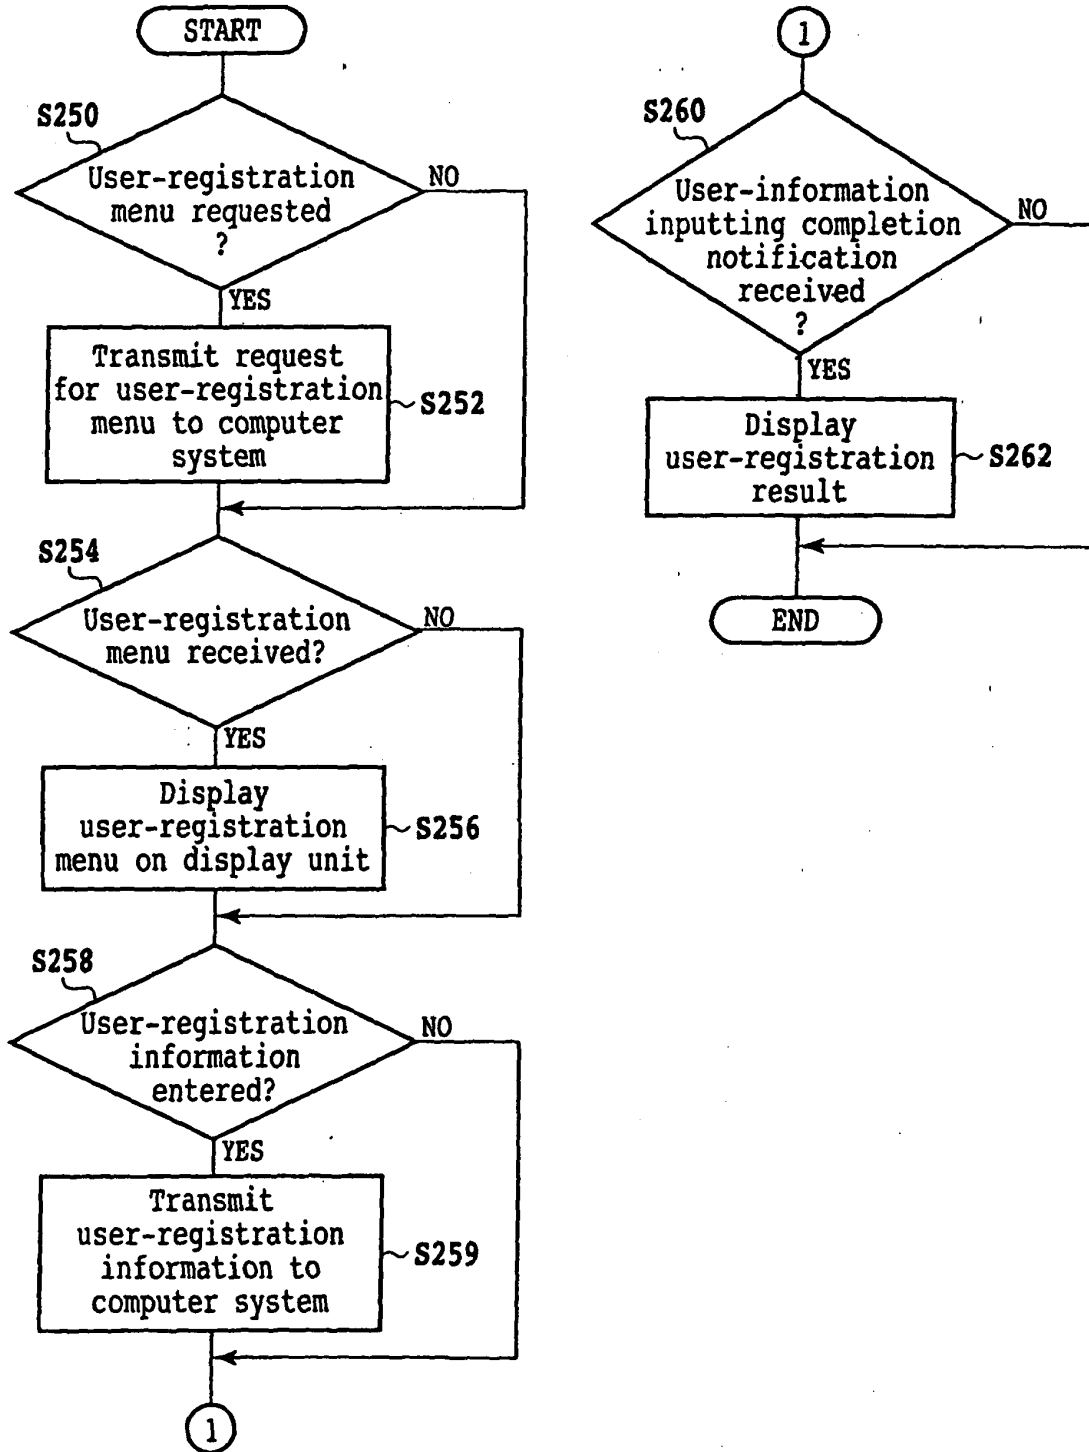 START
S250
User-registration
menu requested
?
NO
YES
Transmit request
for user-registration
menu to computer
system
S252
S254
User-registration
menu received?
NO
YES
Display
user-registration
menu on display unit
S256
S258
User-registration
information
entered?
NO
YES
Transmit
user-registration
information to
computer system
S259
1
1
S260
User-information
inputting completion
notification
received
?
NO
YES
Display
user-registration
result
S262
END